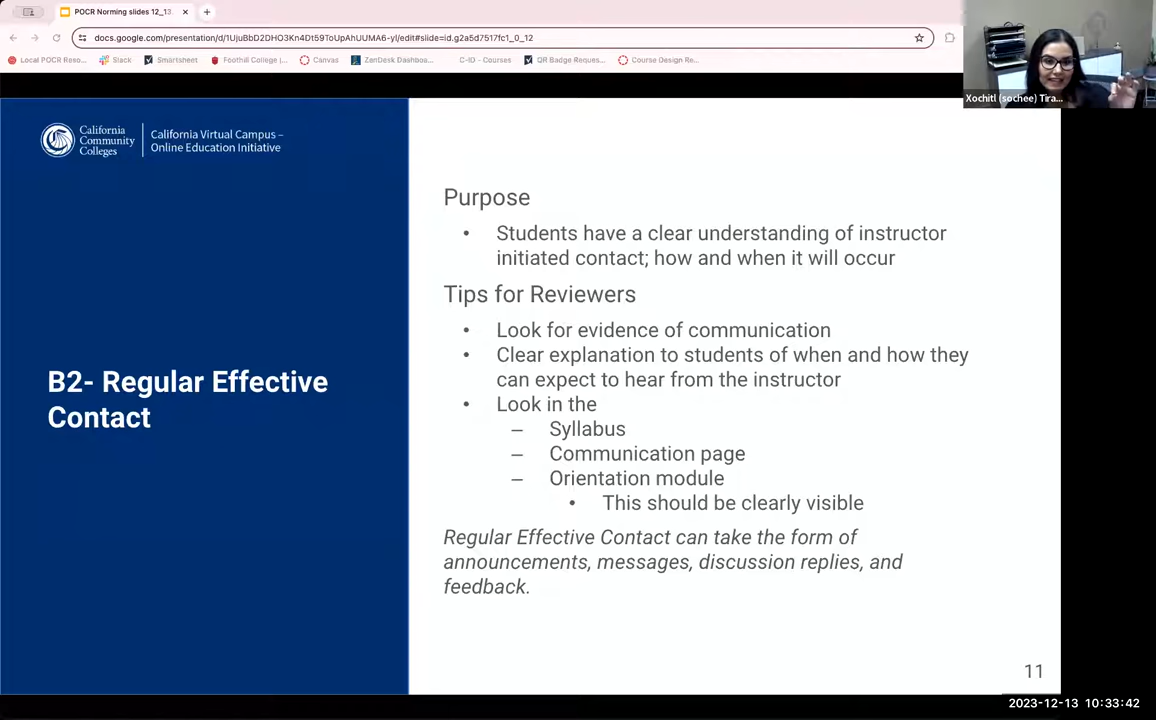 POCR Norming slides 12_13.
docs.google.com/presentation/d/1UjuBbD2DHO3Kn4Dt59ToUpAhUUMA6-yI/edit#slide=id.g2a5d7517fc1_0_12
Local POCR Reso... Slack Smartsheet Foothill College |... Canvas ZenDesk Dashboa... C-ID - Courses QR Badge Reques... Course Design Re...
Xochitl (sochee) Tira...
California
Community
Colleges
California Virtual Campus –
Online Education Initiative
B2- Regular Effective
Contact
Purpose
• Students have a clear understanding of instructor
initiated contact; how and when it will occur
Tips for Reviewers
• Look for evidence of communication
• Clear explanation to students of when and how they
can expect to hear from the instructor
• Look in the
– Syllabus
– Communication page
– Orientation module
• This should be clearly visible
Regular Effective Contact can take the form of
announcements, messages, discussion replies, and
feedback.
11
2023-12-13 10:33:42